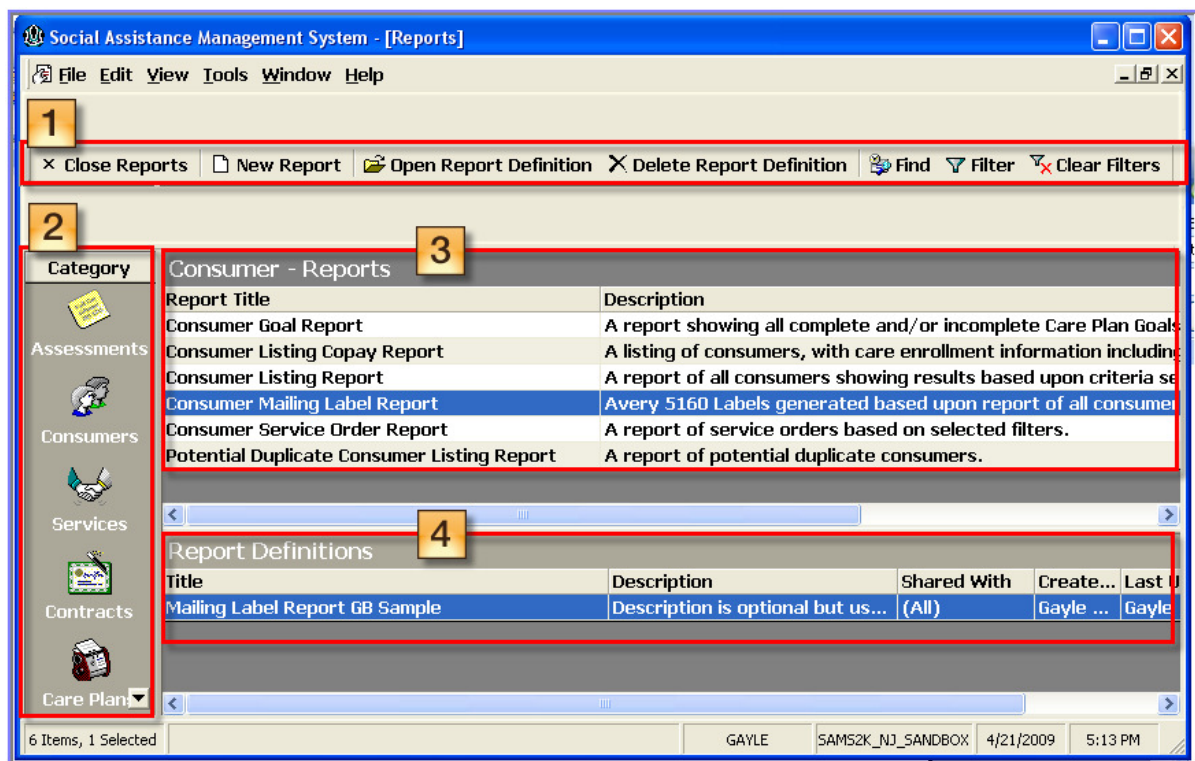 Social Assistance Management System - [Reports]
File Edit View Tools Window Help
1
× Close Reports New Report Open Report Definition Delete Report Definition Find Filter Clear Filters
2
3
Category
Consumer - Reports
Report Title Description
Consumer Goal Report A report showing all complete and/or incomplete Care Plan Goals
Assessments
Consumer Listing Copay Report A listing of consumers, with care enrollment information including
Consumer Listing Report A report of all consumers showing results based upon criteria se
Consumer Mailing Label Report Avery 5160 Labels generated based upon report of all consumer
Consumers
Consumer Service Order Report A report of service orders based on selected filters.
Potential Duplicate Consumer Listing Report A report of potential duplicate consumers.
Services
4
Report Definitions
Title Description Shared With Create... Last U
Contracts
Mailing Label Report GB Sample Description is optional but us... (All) Gayle ... Gayle
Care Plans
6 Items, 1 Selected GAYLE SAMS2K_NJ_SANDBOX 4/21/2009 5:13 PM